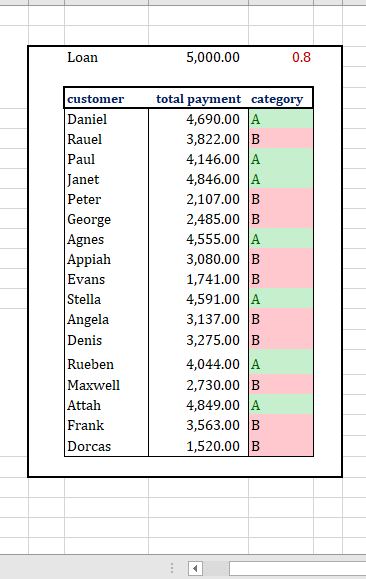 Loan 5,000.00 0.8
customer total payment category
Daniel 4,690.00 A
Rauel 3,822.00 B
Paul 4,146.00 A
Janet 4,846.00 A
Peter 2,107.00 B
George 2,485.00 B
Agnes 4,555.00 A
Appiah 3,080.00 B
Evans 1,741.00 B
Stella 4,591.00 A
Angela 3,137.00 B
Denis 3,275.00 B
Rueben 4,044.00 A
Maxwell 2,730.00 B
Attah 4,849.00 A
Frank 3,563.00 B
Dorcas 1,520.00 B